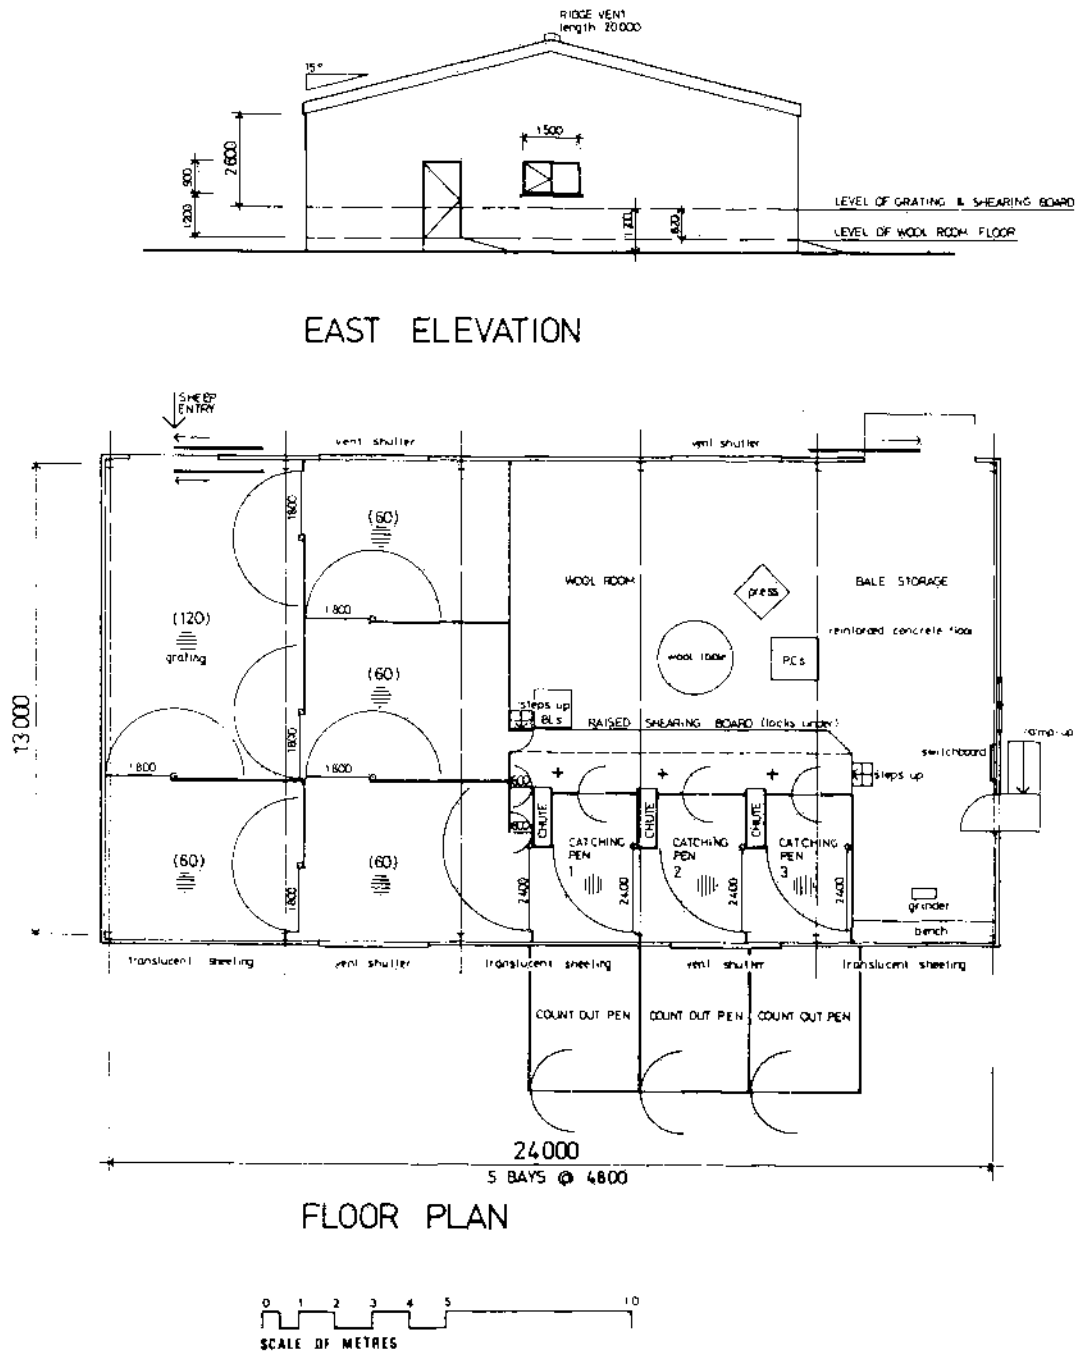 RIDGE VENT
length 20000
15°
1500
2600
900
1200
1200
820
LEVEL OF GRATING & SHEARING BOARD
LEVEL OF WOOL ROOM FLOOR
EAST ELEVATION
SHEEP
ENTRY
vent shutter
vent shutter
1800
(60)
WOOL ROOM
press
BALE STORAGE
1800
(120)
grating
reinforced concrete floor
wool table
P.C.s
(60)
13000
steps up
BLs
RAISED SHEARING BOARD (locks under)
ramp-up
switchboard
1800
1800
1800
steps up
600
600
CHUTE
CHUTE
CHUTE
CATCHING
PEN
1
CATCHING
PEN
2
CATCHING
PEN
3
(60)
(60)
1800
2400
2400
2400
2400
grinder
bench
translucent sheeting
vent shutter
translucent sheeting
vent shutter
translucent sheeting
COUNT OUT PEN
COUNT OUT PEN
COUNT OUT PEN
24000
5 BAYS @ 4800
FLOOR PLAN
0 1 2 3 4 5 10
SCALE OF METRES